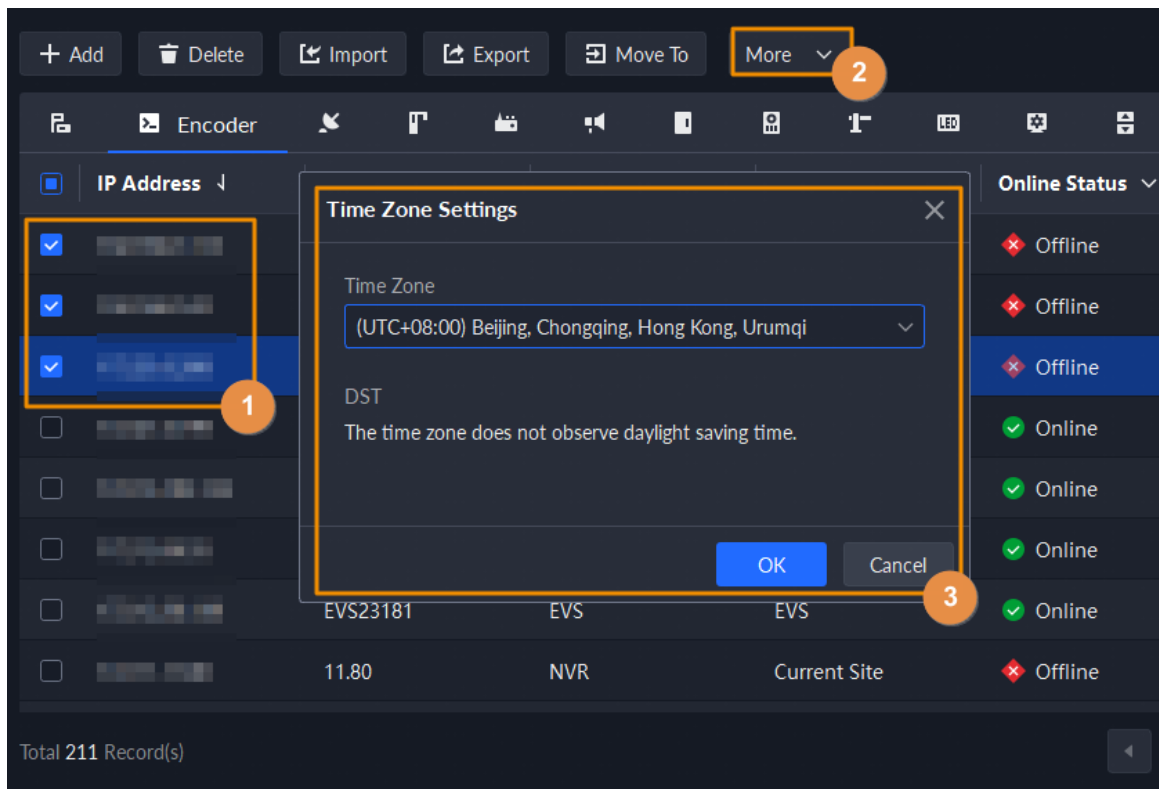 Add Delete Import Export Move To More
2
Encoder LED
IP Address Online Status
Time Zone Settings
Offline
Time Zone
Offline
(UTC+08:00) Beijing, Chongqing, Hong Kong, Urumqi
Offline
DST
1
The time zone does not observe daylight saving time.
Online
Online
OK Cancel
Online
3
EVS23181 EVS EVS Online
11.80 NVR Current Site Offline
Total 211 Record(s)